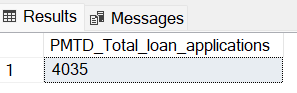 Results Messages
PMTD_Total_loan_applications
1 4035